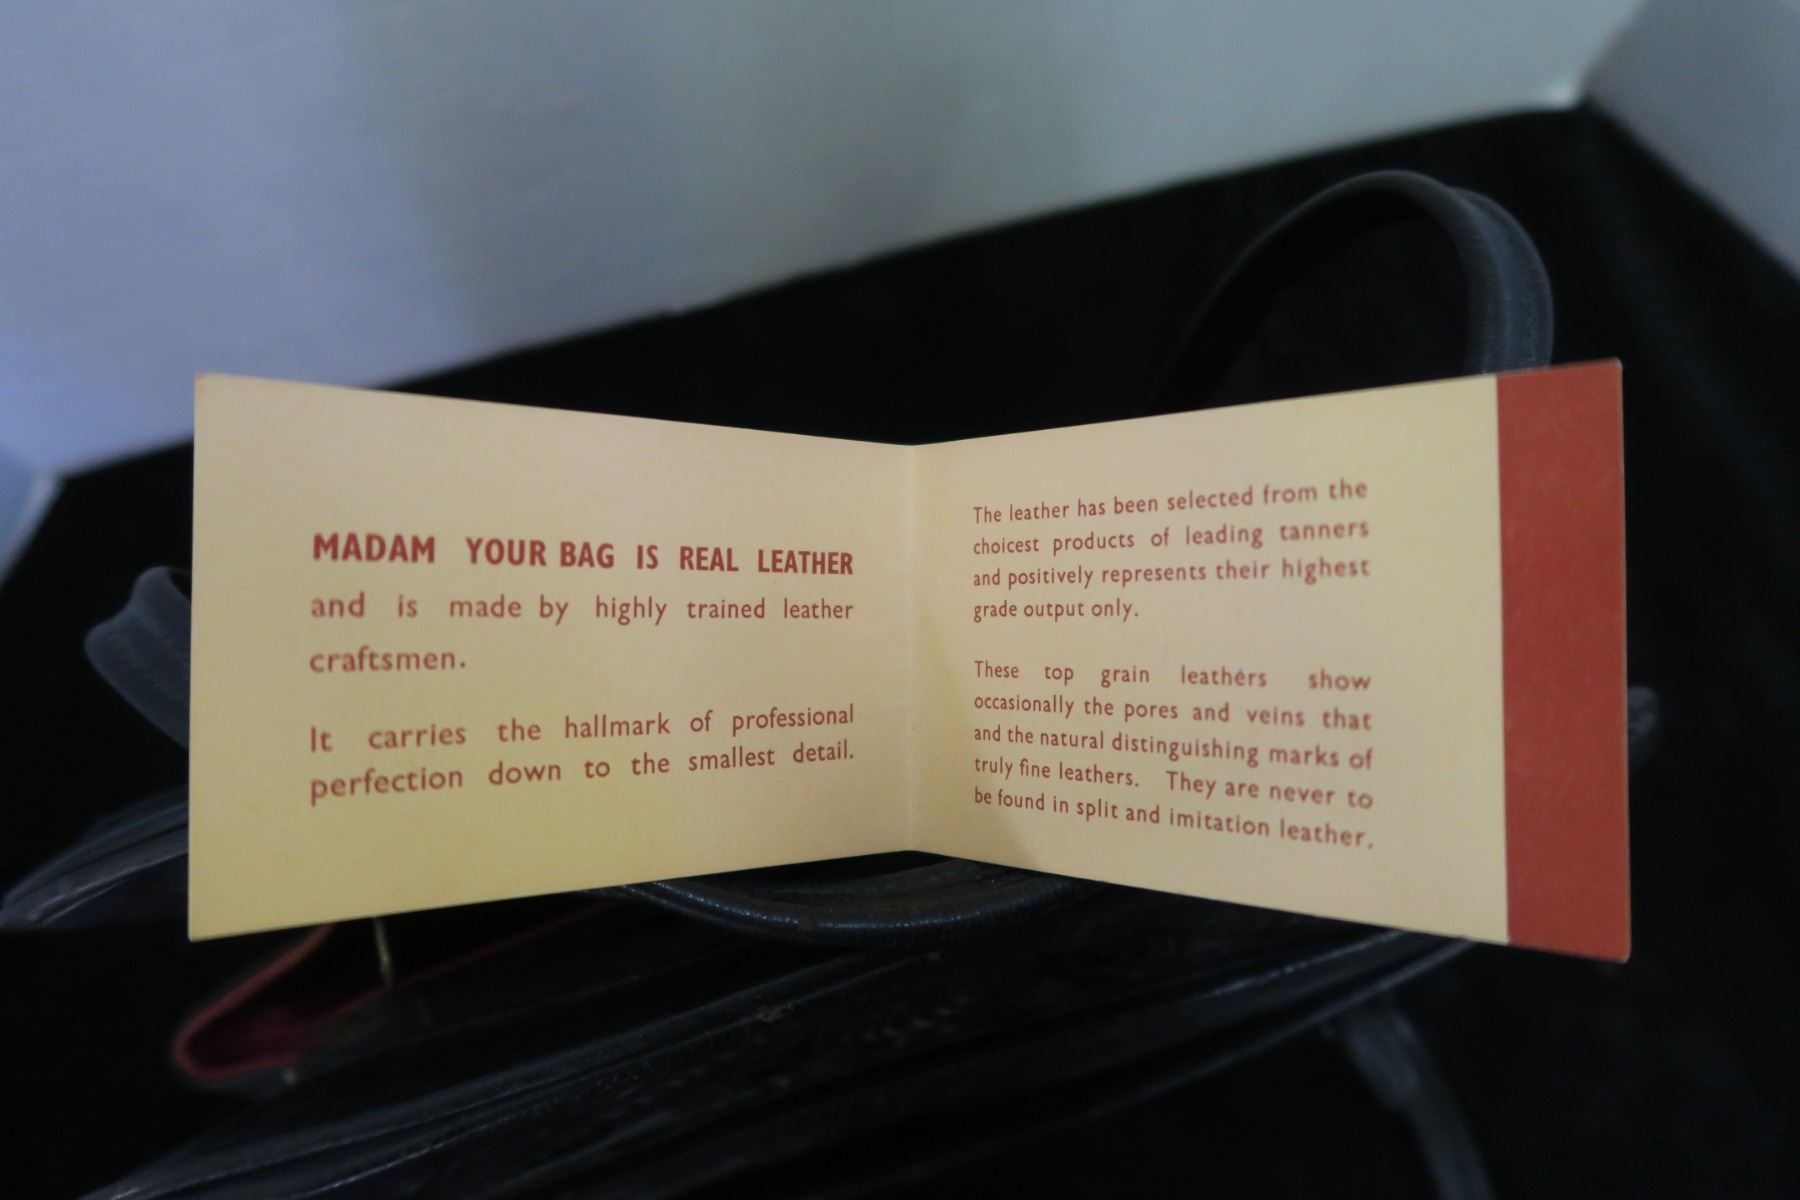 MADAM YOUR BAG IS REAL LEATHER
and is made by highly trained leather
craftsmen.
It carries the hallmark of professional
perfection down to the smallest detail.
The leather has been selected from the
choicest products of leading tanners
and positively represents their highest
grade output only.
These top grain leathers show
occasionally the pores and veins that
and the natural distinguishing marks of
truly fine leathers. They are never to
be found in split and imitation leather.